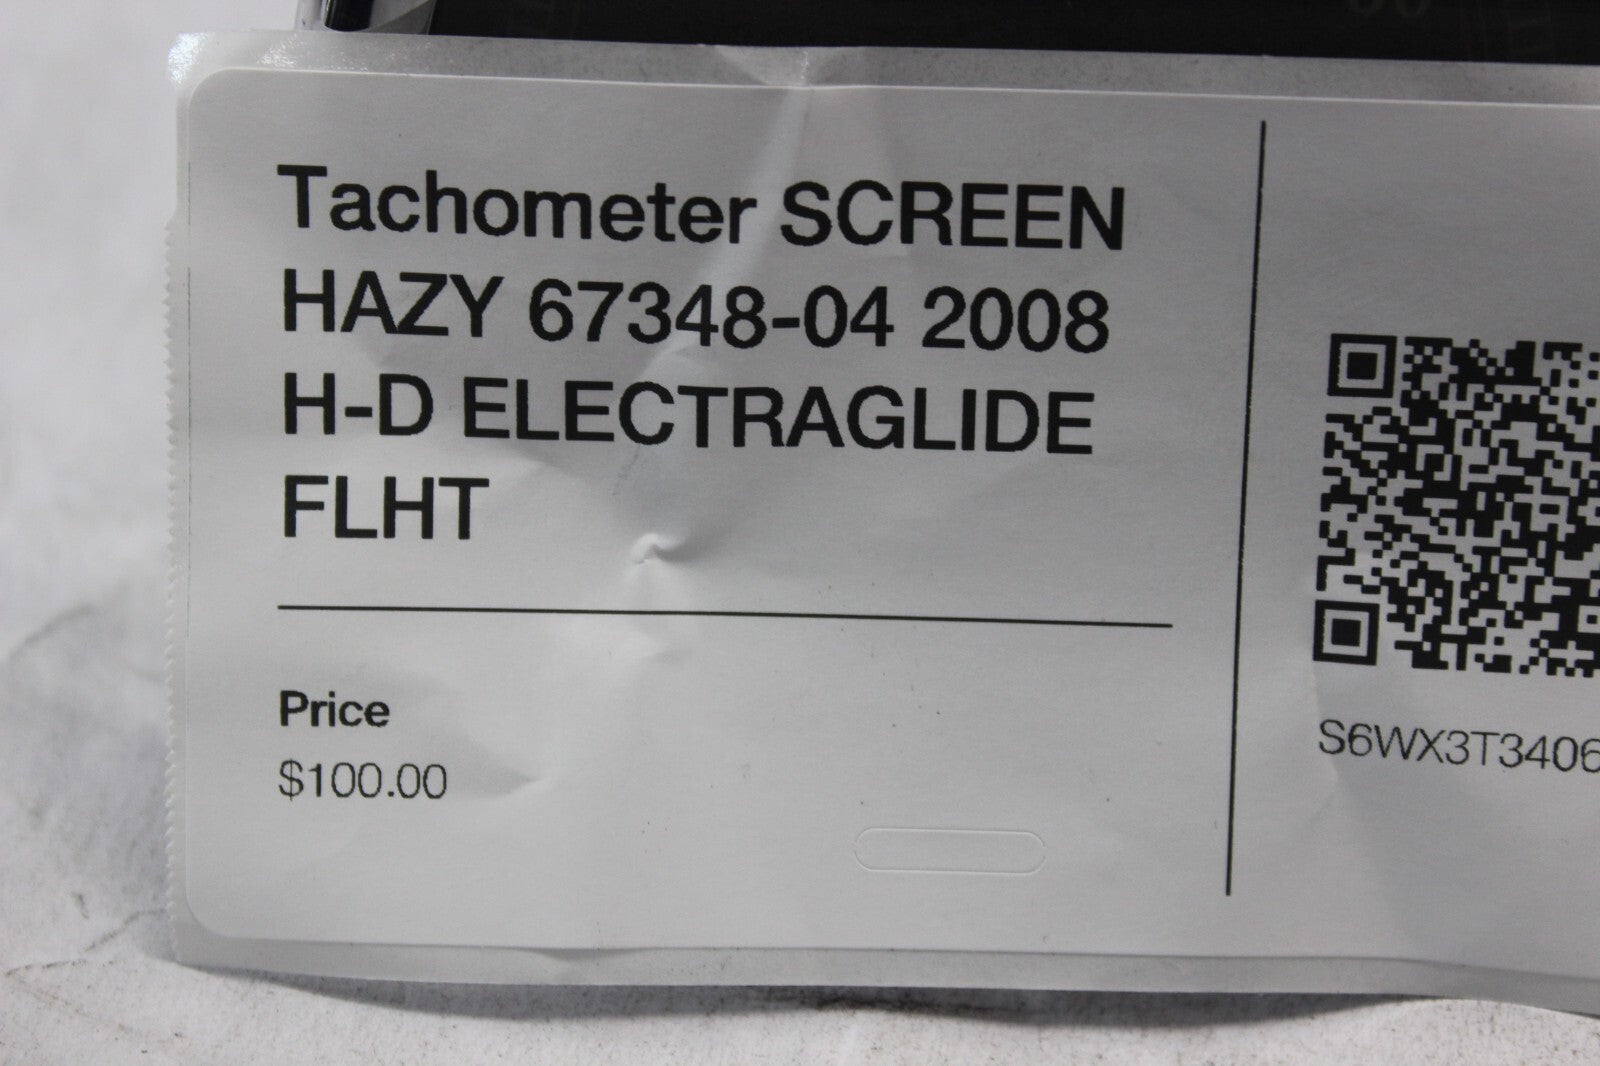 Tachometer SCREEN
HAZY 67348-04 2008
H-D ELECTRAGLIDE
FLHT
Price
$100.00
S6WX3T3406